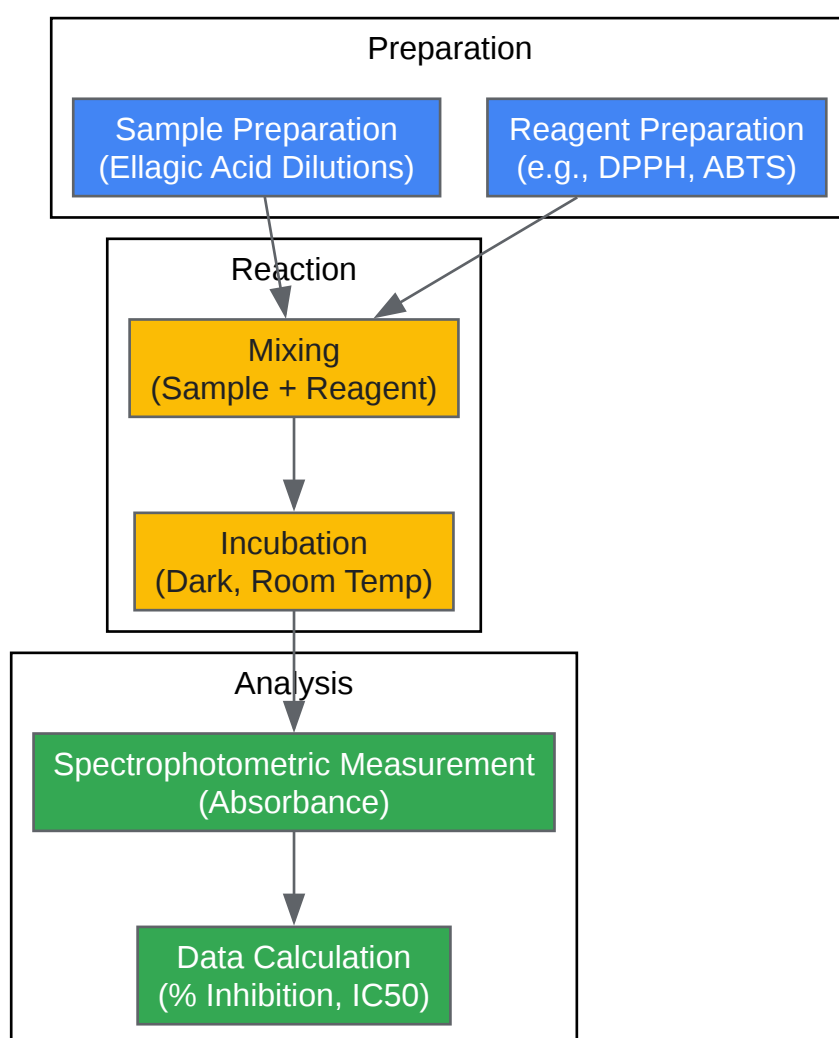 Preparation
Sample Preparation
(Ellagic Acid Dilutions)
Reagent Preparation
(e.g., DPPH, ABTS)
Reaction
Mixing
(Sample + Reagent)
Incubation
(Dark, Room Temp)
Analysis
Spectrophotometric Measurement
(Absorbance)
Data Calculation
(% Inhibition, IC50)